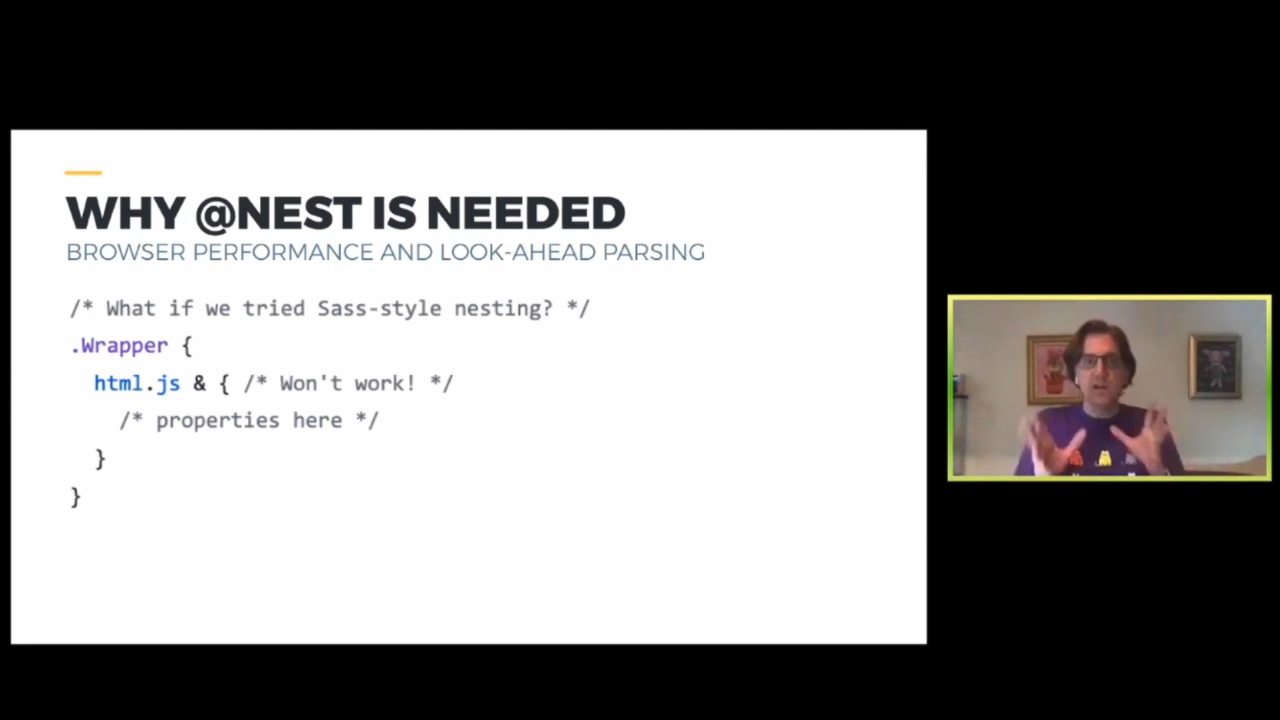 WHY @NEST IS NEEDED
BROWSER PERFORMANCE AND LOOK-AHEAD PARSING
/* What if we tried Sass-style nesting? */
.Wrapper {
html.js & { /* Won't work! */
/* properties here */
}
}